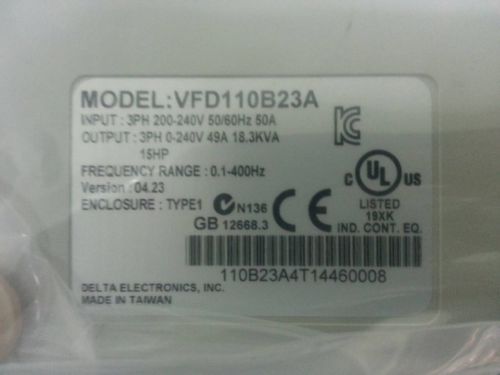 MODEL:VFD110B23A
INPUT : 3PH 200-240V 50/60Hz 50A
OUTPUT : 3PH 0-240V 49A 18.3KVA
15HP
FREQUENCY RANGE : 0.1-400Hz
Version : 04.23
ENCLOSURE : TYPE1
N136
GB 12668.3
CE
C UL US
LISTED
19XK
IND. CONT. EQ.
110B23A4T14460008
DELTA ELECTRONICS, INC.
MADE IN TAIWAN